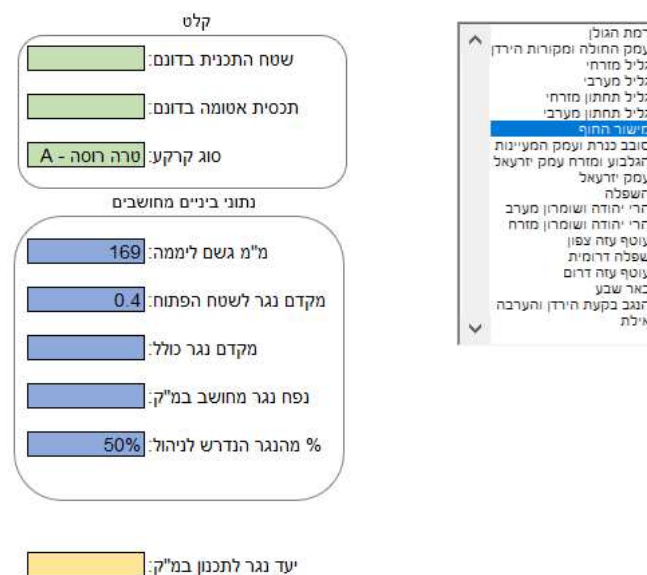 קלט
שטח התכנית בדונם:
תכסית אטומה בדונם:
סוג קרקע: טרה רוסה - A
נתוני ביניים מחושבים
מ"מ גשם ליממה: 169
מקדם נגר לשטח הפתוח: 0.4
מקדם נגר כולל:
נפח נגר מחושב במ"ק:
% מהנגר הנדרש לניהול: 50%
יעד נגר לתכנון במ"ק:
רמת הגולן
עמק החולה ומקורות הירדן
גליל מזרחי
גליל מערבי
גליל תחתון מזרחי
גליל תחתון מערבי
מישור החוף
סובב כנרת ועמק המעיינות
הגלבוע ומזרח עמק יזרעאל
עמק יזרעאל
השפלה
הרי יהודה ושומרון מערב
הרי יהודה ושומרון מזרח
עוטף עזה צפון
שפלה דרומית
עוטף עזה דרום
באר שבע
הנגב בקעת הירדן והערבה
אילת